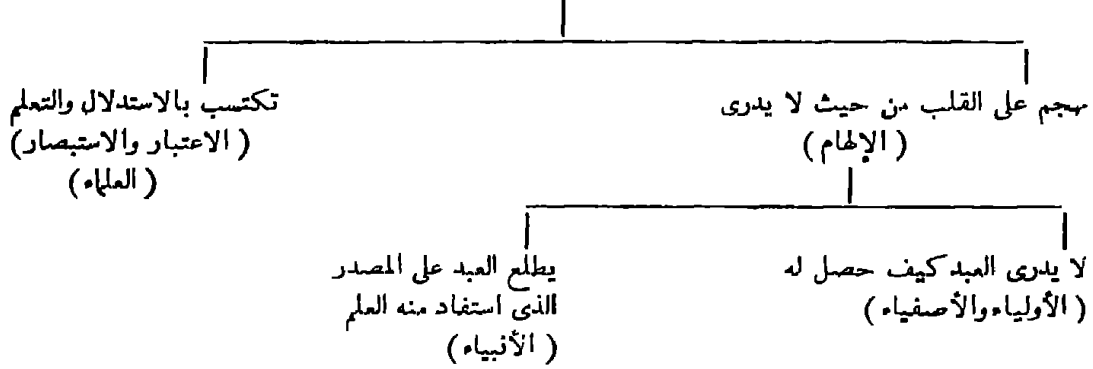 تهجم على القلب من حيث لا يدرى
( الإلهام )
تكتسب بالاستدلال والتعلم
( الاعتبار والاستبصار )
( العلماء )
لا يدرى العبد كيف حصل له
( الأولياء والأصفياء )
يطلع العبد على المصدر
الذى استفاد منه العلم
( الأنبياء )